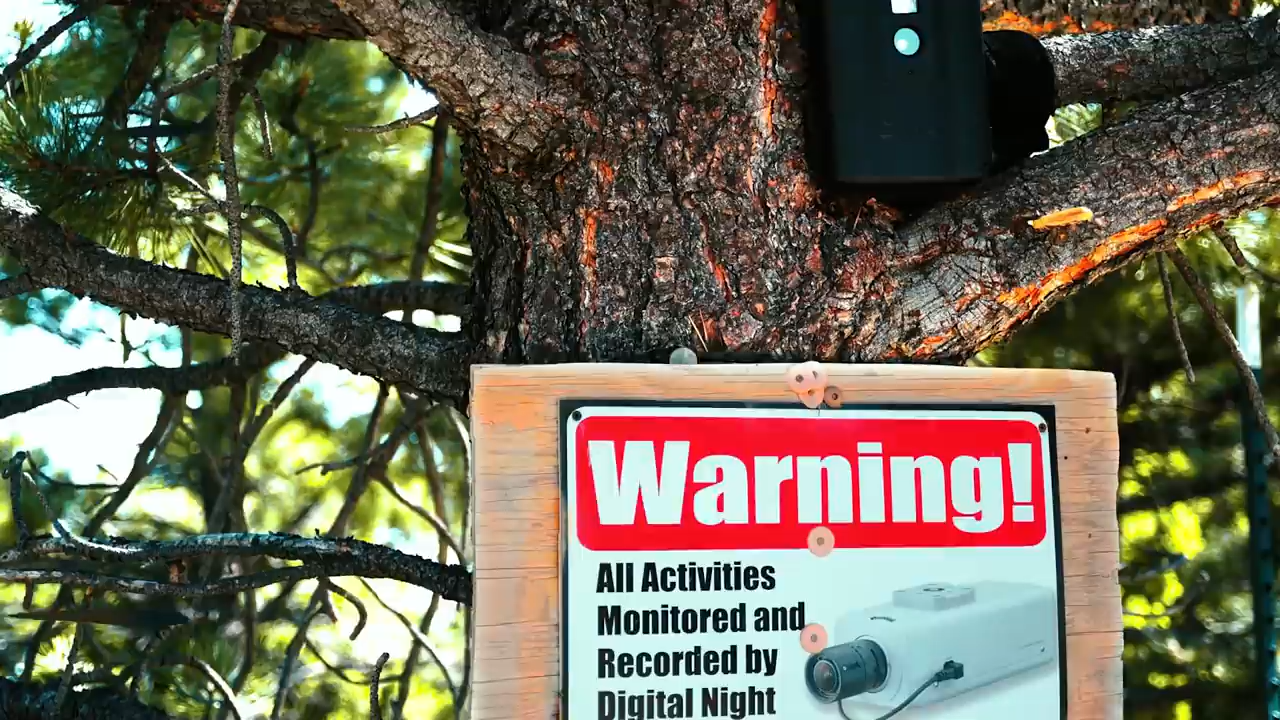 Warning!
All Activities
Monitored and
Recorded by
Digital Night